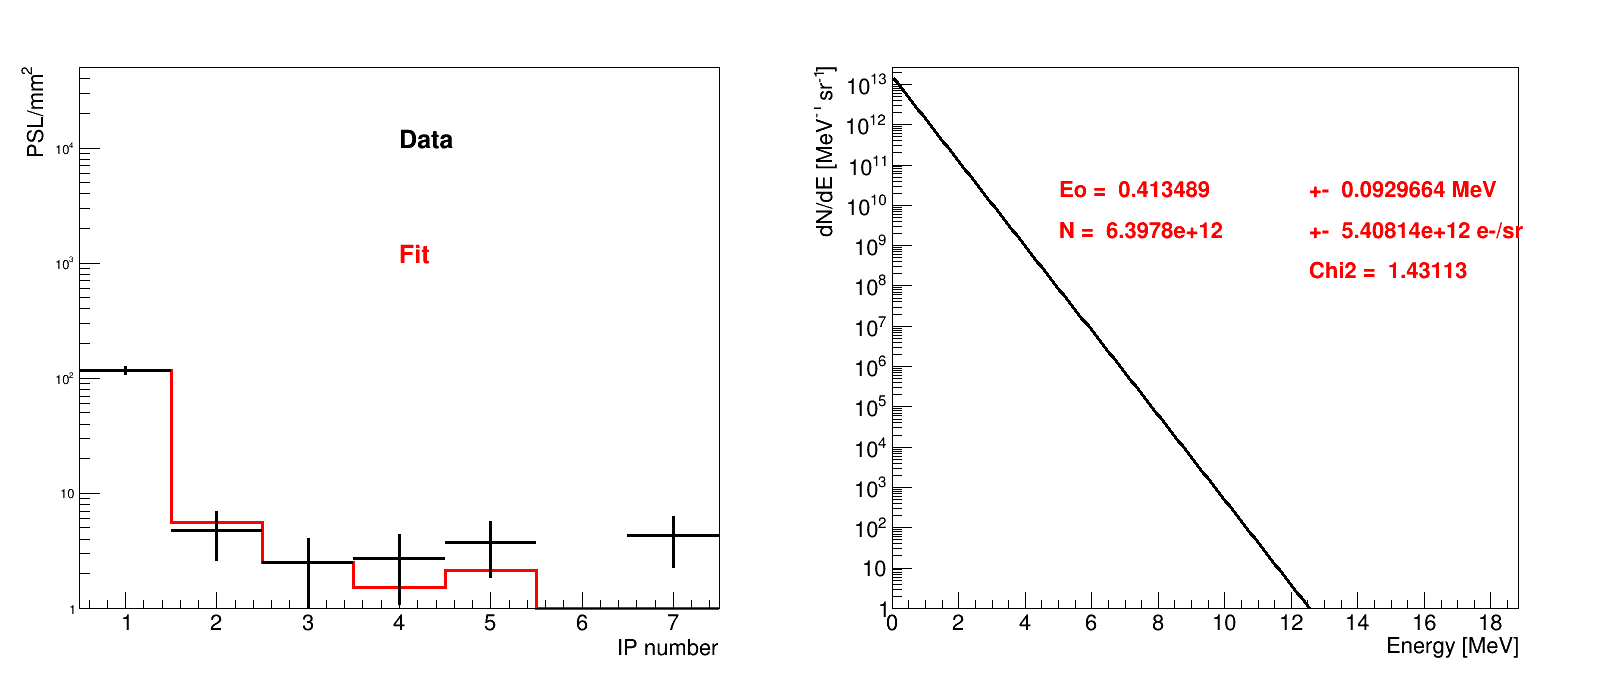 PSL/mm²
10⁴
10³
10²
10
1
Data
Fit
1 2 3 4 5 6 7
IP number
dN/dE [MeV⁻¹ sr⁻¹]
10¹³
10¹²
10¹¹
10¹⁰
10⁹
10⁸
10⁷
10⁶
10⁵
10⁴
10³
10²
10
1
Eo = 0.413489 +- 0.0929664 MeV
N = 6.3978e+12 +- 5.40814e+12 e-/sr
Chi2 = 1.43113
0 2 4 6 8 10 12 14 16 18
Energy [MeV]